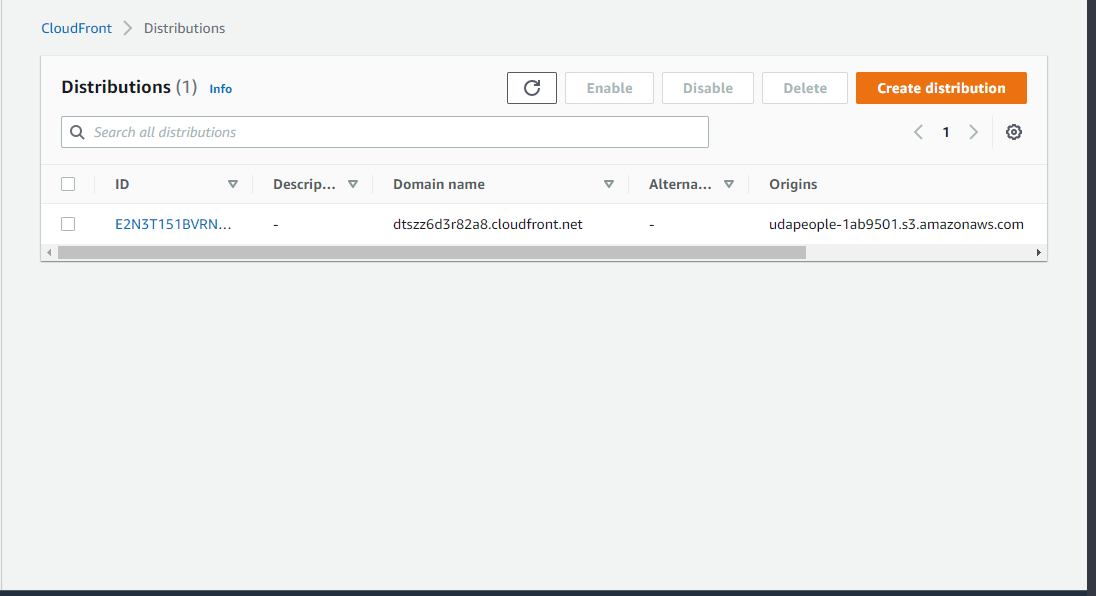 CloudFront Distributions
Distributions (1) Info Enable Disable Delete Create distribution
Search all distributions 1
ID Descrip... Domain name Alterna... Origins
E2N3T151BVRN... - dtszz6d3r82a8.cloudfront.net - udapeople-1ab9501.s3.amazonaws.com